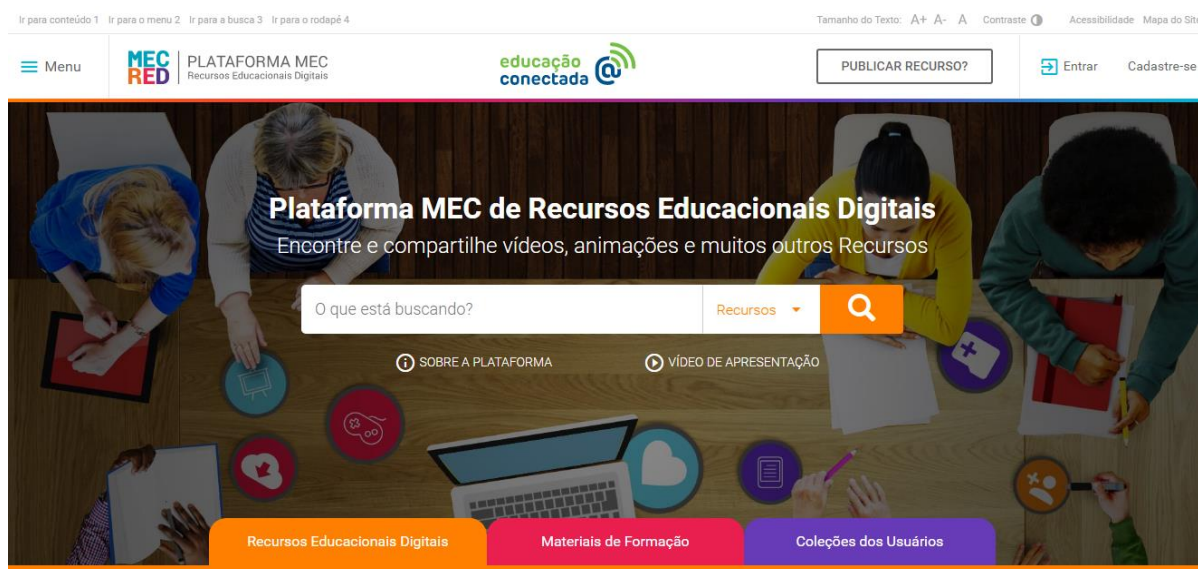 Ir para conteúdo 1 Ir para o menu 2 Ir para a busca 3 Ir para o rodapé 4
Tamanho do Texto: A+ A- A Contraste Acessibilidade Mapa do Site
Menu
MEC
RED
PLATAFORMA MEC
Recursos Educacionais Digitais
educação
conectada @
PUBLICAR RECURSO?
Entrar
Cadastre-se
Plataforma MEC de Recursos Educacionais Digitais
Encontre e compartilhe vídeos, animações e muitos outros Recursos
O que está buscando?
Recursos
SOBRE A PLATAFORMA
VÍDEO DE APRESENTAÇÃO
Recursos Educacionais Digitais
Materiais de Formação
Coleções dos Usuários